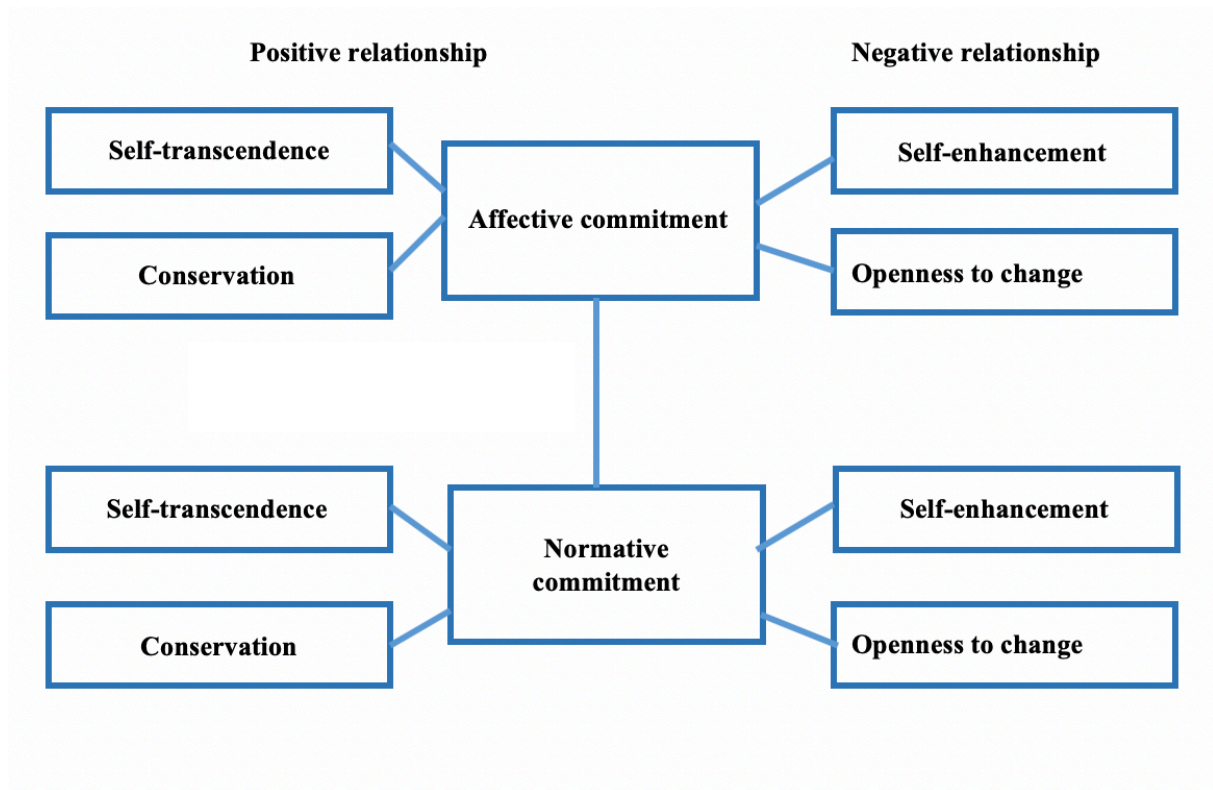 Positive relationship
Negative relationship
Self-transcendence
Self-enhancement
Affective commitment
Conservation
Openness to change
Self-transcendence
Self-enhancement
Normative
commitment
Conservation
Openness to change